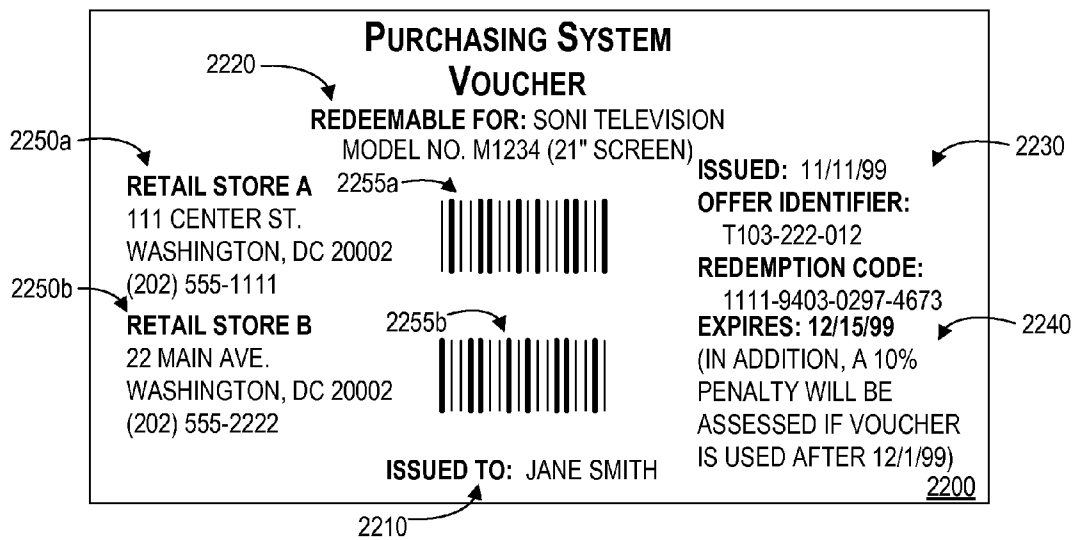 PURCHASING SYSTEM
VOUCHER
2220
REDEEMABLE FOR: SONI TELEVISION
MODEL NO. M1234 (21" SCREEN)
2250a
RETAIL STORE A
111 CENTER ST.
WASHINGTON, DC 20002
(202) 555-1111
2255a
2250b
RETAIL STORE B
22 MAIN AVE.
WASHINGTON, DC 20002
(202) 555-2222
2255b
2230
ISSUED: 11/11/99
OFFER IDENTIFIER:
T103-222-012
REDEMPTION CODE:
1111-9403-0297-4673
EXPIRES: 12/15/99
2240
(IN ADDITION, A 10%
PENALTY WILL BE
ASSESSED IF VOUCHER
IS USED AFTER 12/1/99)
ISSUED TO: JANE SMITH
2200
2210